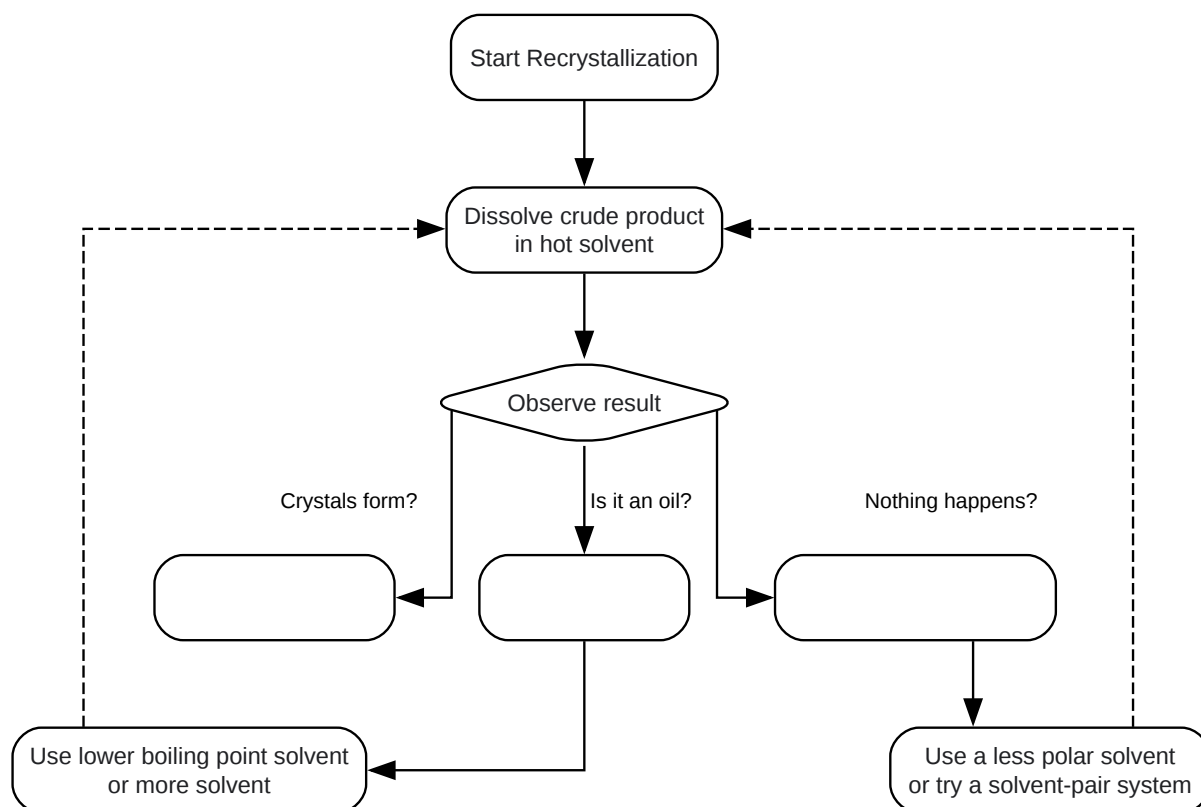 Start Recrystallization
Dissolve crude product
in hot solvent
Observe result
Crystals form?
Is it an oil?
Nothing happens?
Use lower boiling point solvent
or more solvent
Use a less polar solvent
or try a solvent-pair system